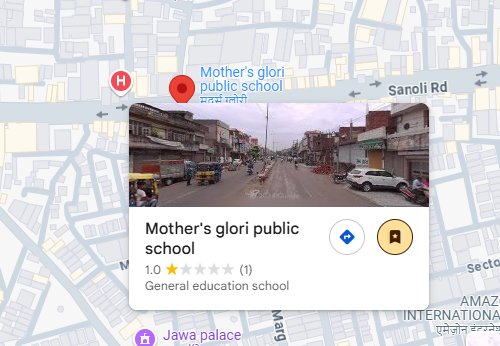 H
Mother's glori
public school
मदर्स ग्लोरी
Sanoli Rd
Mother's glori public
school
1.0
(1)
General education school
Marg
Secto
AMAZ
INTERNATIONA
एमेज़ोन इंटरनेश
Jawa palace